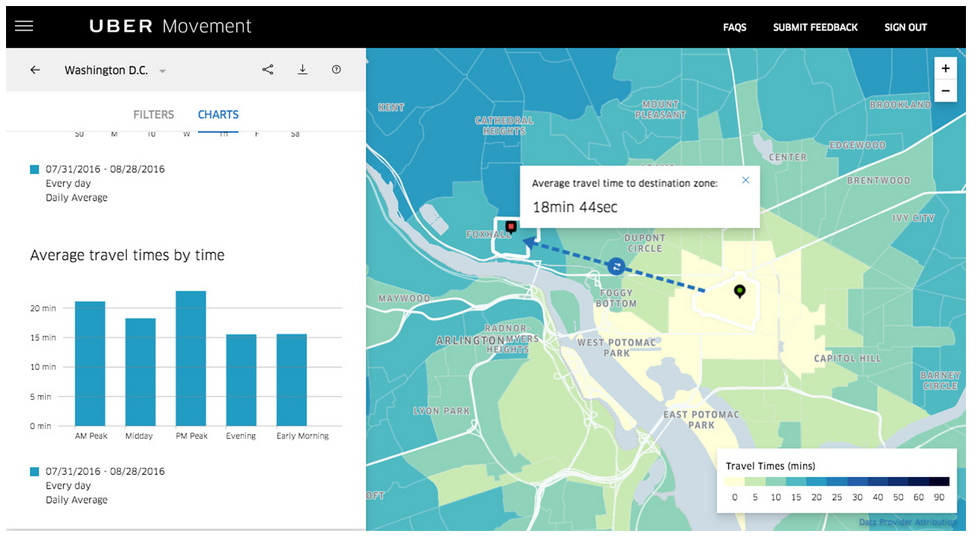 UBER Movement
FAQS
SUBMIT FEEDBACK
SIGN OUT
Washington D.C.
FILTERS
CHARTS
Su M Tu W Th F Sa
07/31/2016 - 08/28/2016
Every day
Daily Average
Average travel times by time
20 min
15 min
10 min
5 min
0 min
AM Peak
Midday
PM Peak
Evening
Early Morning
07/31/2016 - 08/28/2016
Every day
Daily Average
+
−
KENT
CATHEDRAL
HEIGHTS
MOUNT
PLEASANT
BROOKLAND
EDGEWOOD
CENTER
BRENTWOOD
Average travel time to destination zone:
18min 44sec
IVY CITY
FOXHALL
DUPONT
CIRCLE
MAYWOOD
FOGGY
BOTTOM
RADNOR
ARLINGTON
MYERS
HEIGHTS
WEST POTOMAC
PARK
CAPITOL HILL
BARNEY
CIRCLE
LYON PARK
EAST POTOMAC
PARK
Travel Times (mins)
0 5 10 15 20 25 30 40 50 60 90
Data Provider Attribution